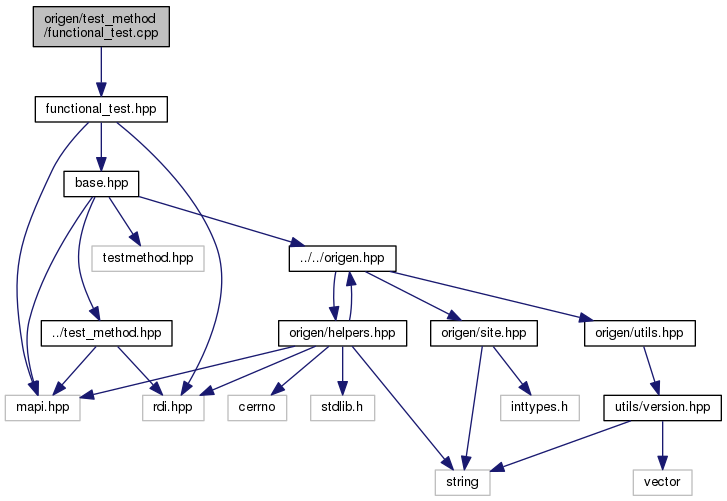 origen/test_method
/functional_test.cpp
functional_test.hpp
base.hpp
testmethod.hpp
../../origen.hpp
../test_method.hpp
origen/helpers.hpp
origen/site.hpp
origen/utils.hpp
mapi.hpp
rdi.hpp
cerrno
stdlib.h
inttypes.h
utils/version.hpp
string
vector